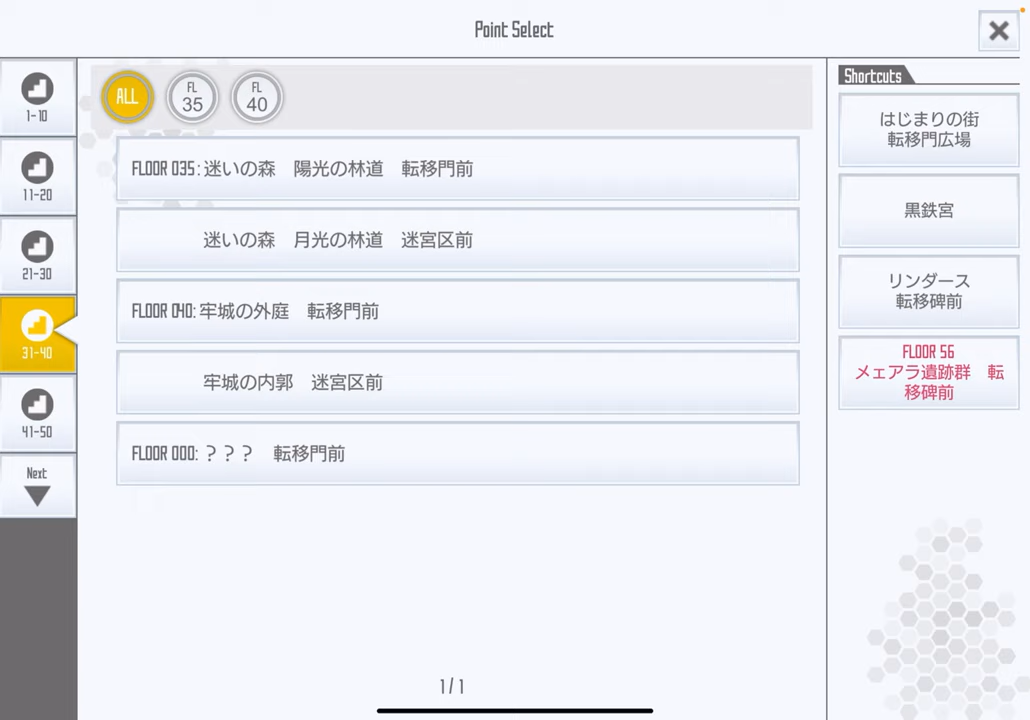 Point Select
1-10
11-20
21-30
31-40
41-50
Next
ALL
FL
35
FL
40
FLOOR 035:迷いの森　陽光の林道　転移門前
迷いの森　月光の林道　迷宮区前
FLOOR 040:牢城の外庭　転移門前
牢城の内郭　迷宮区前
FLOOR 000:？？？　転移門前
1/1
Shortcuts
はじまりの街
転移門広場
黒鉄宮
リンダース
転移碑前
FLOOR 56
メェアラ遺跡群　転
移碑前